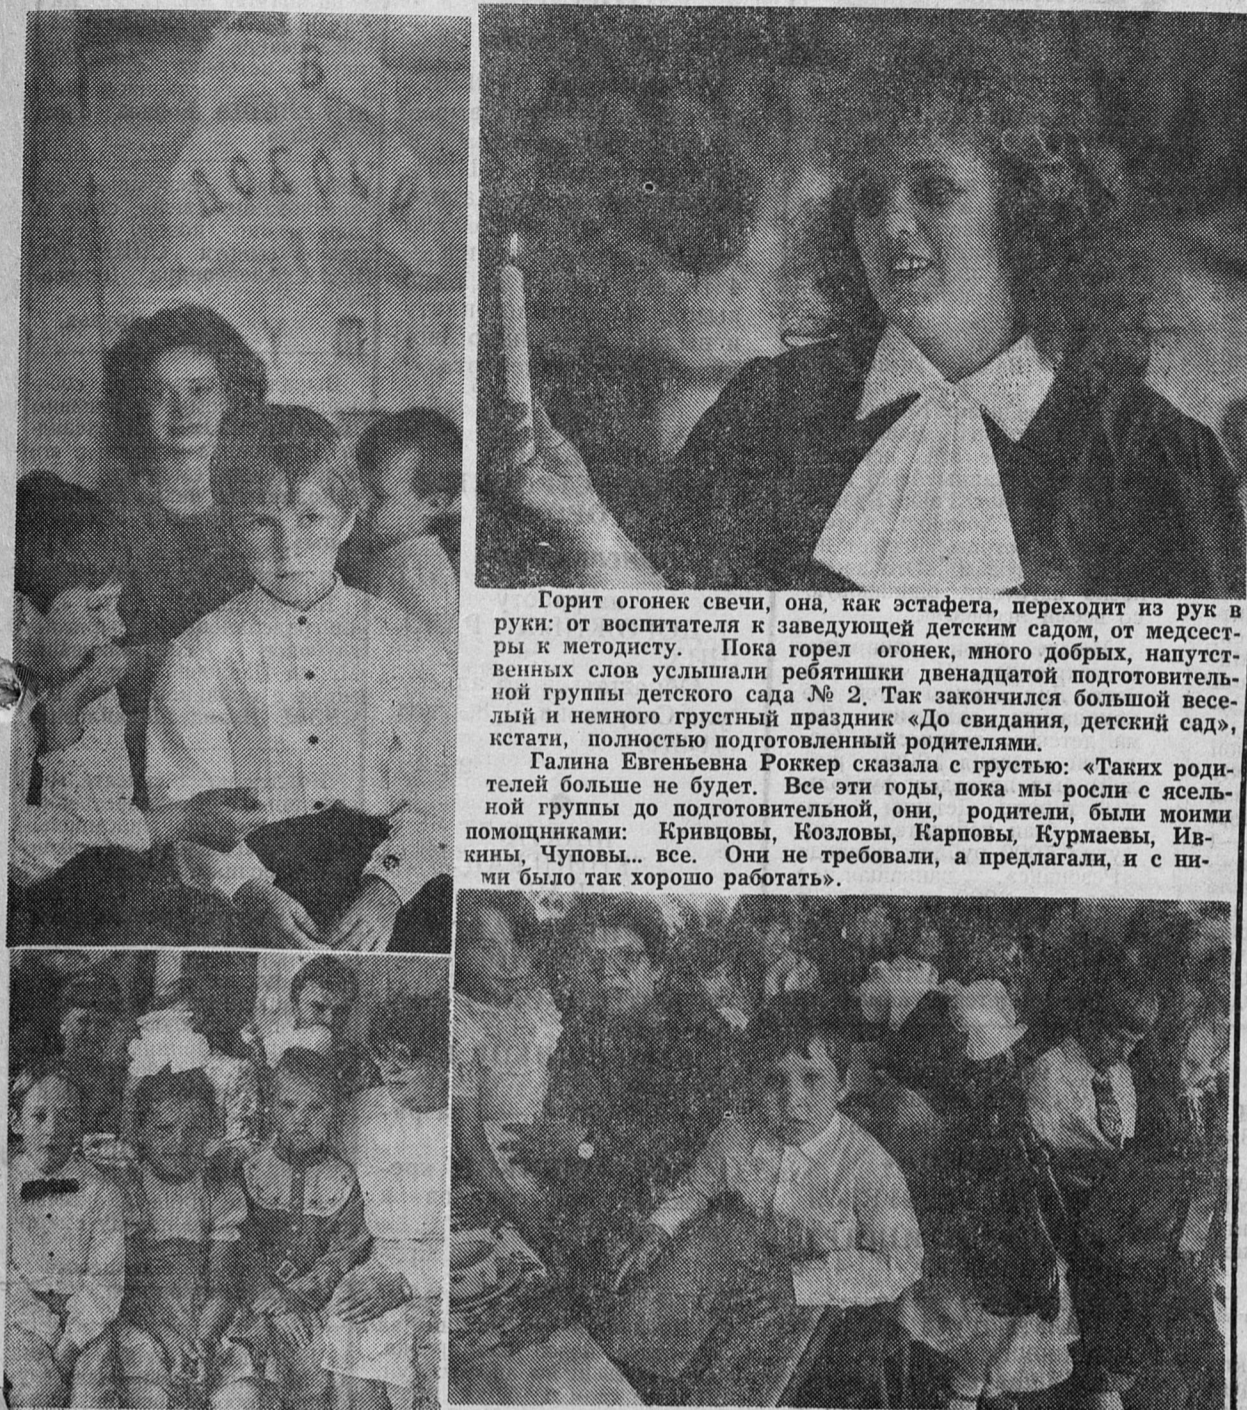 В
ДОБРОГО
Горит огонек свечи, она, как эстафета, переходит из рук в
руки: от воспитателя к заведующей детским садом, от медсест-
ры к методисту. Пока горел огонек, много добрых, напутст-
венных слов услышали ребятишки двенадцатой подготовитель-
ной группы детского сада № 2. Так закончился большой весе-
лый и немного грустный праздник «До свидания, детский сад»,
кстати, полностью подготовленный родителями.
Галина Евгеньевна Роккер сказала с грустью: «Таких роди-
телей больше не будет. Все эти годы, пока мы росли с ясель-
ной группы до подготовительной, они, родители, были моими
помощниками: Кривцовы, Козловы, Карповы, Курмаевы, Ив-
кины, Чуповы... все. Они не требовали, а предлагали, и с ни-
ми было так хорошо работать».